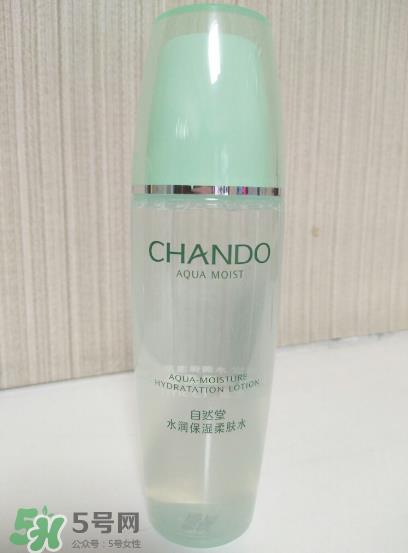 CHANDO
AQUA MOIST
AQUA-MOISTURE
HYDRATATION LOTION
自然堂
水润保湿柔肤水
5号网
公众号：5号女性